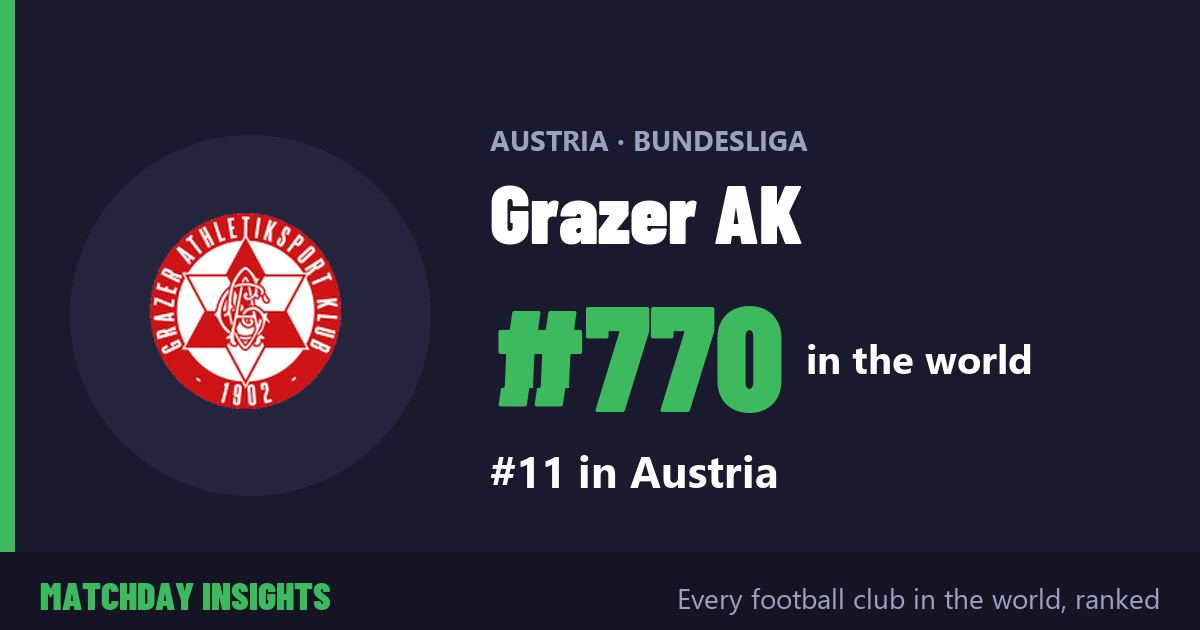 AUSTRIA · BUNDESLIGA
Grazer AK
#770 in the world
#11 in Austria
GRAZER ATHLETIKSPORT KLUB
- 1902 -
MATCHDAY INSIGHTS
Every football club in the world, ranked